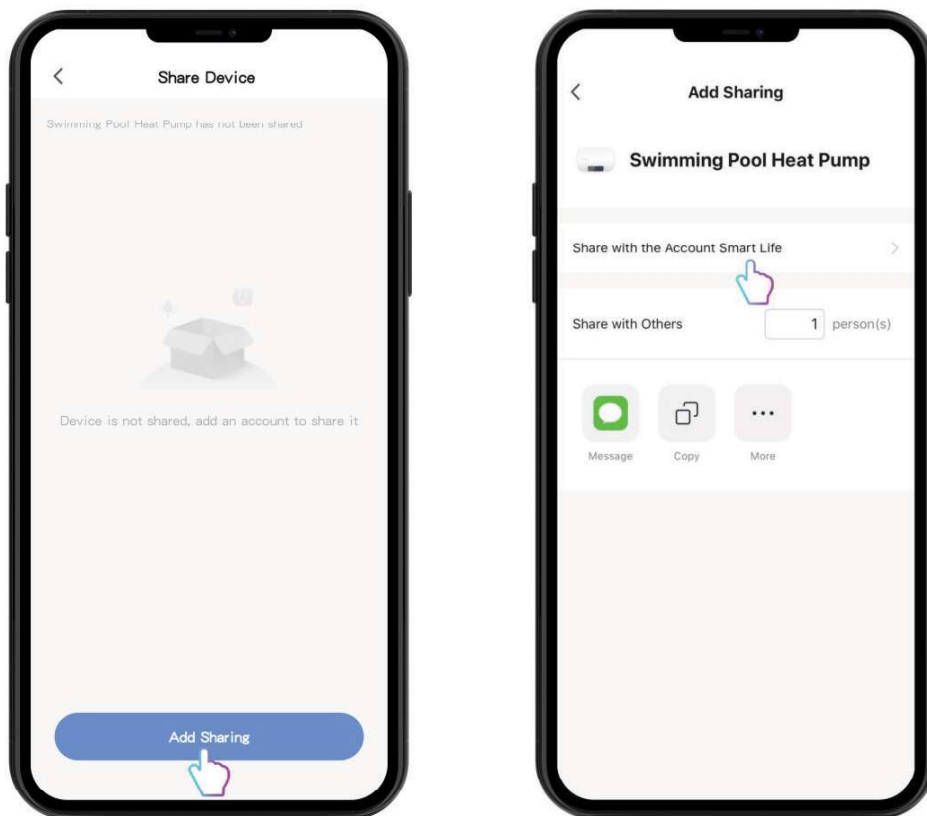 Share Device
Swimming Pool Heat Pump has not been shared
Device is not shared, add an account to share it
Add Sharing
Add Sharing
Swimming Pool Heat Pump
Share with the Account Smart Life
Share with Others 1 person(s)
Message Copy More